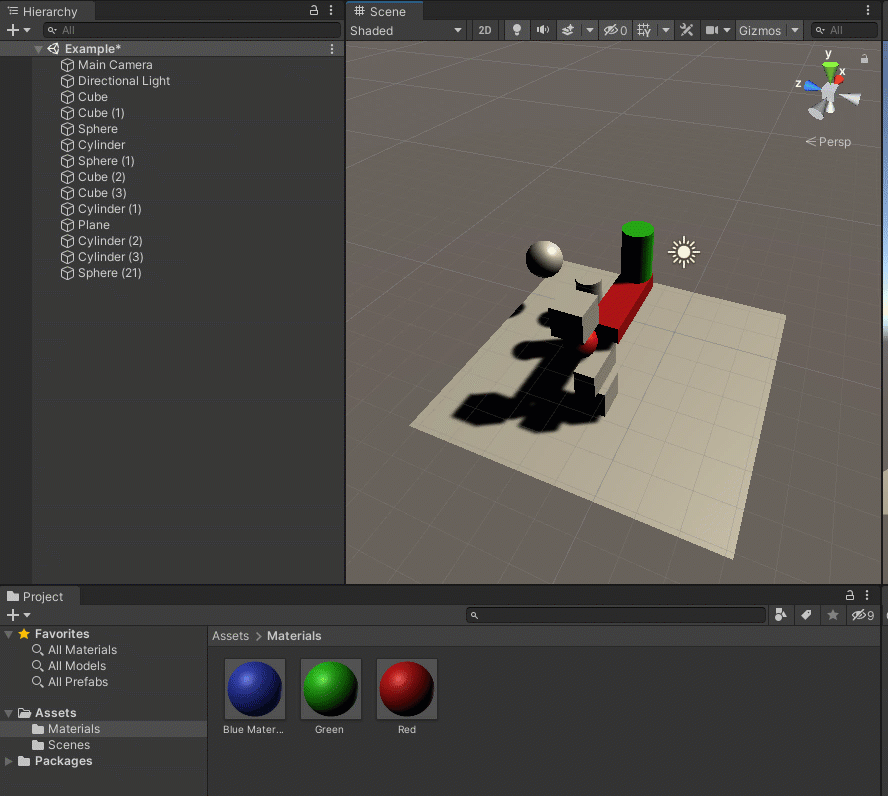 Hierarchy
All
Example*
Main Camera
Directional Light
Cube
Cube (1)
Sphere
Cylinder
Sphere (1)
Cube (2)
Cube (3)
Cylinder (1)
Plane
Cylinder (2)
Cylinder (3)
Sphere (21)
Scene
Shaded 2D 0 Gizmos All
y
x
z
Persp
Project
9
Favorites
All Materials
All Models
All Prefabs
Assets
Materials
Scenes
Packages
Assets > Materials
Blue Mater... Green Red